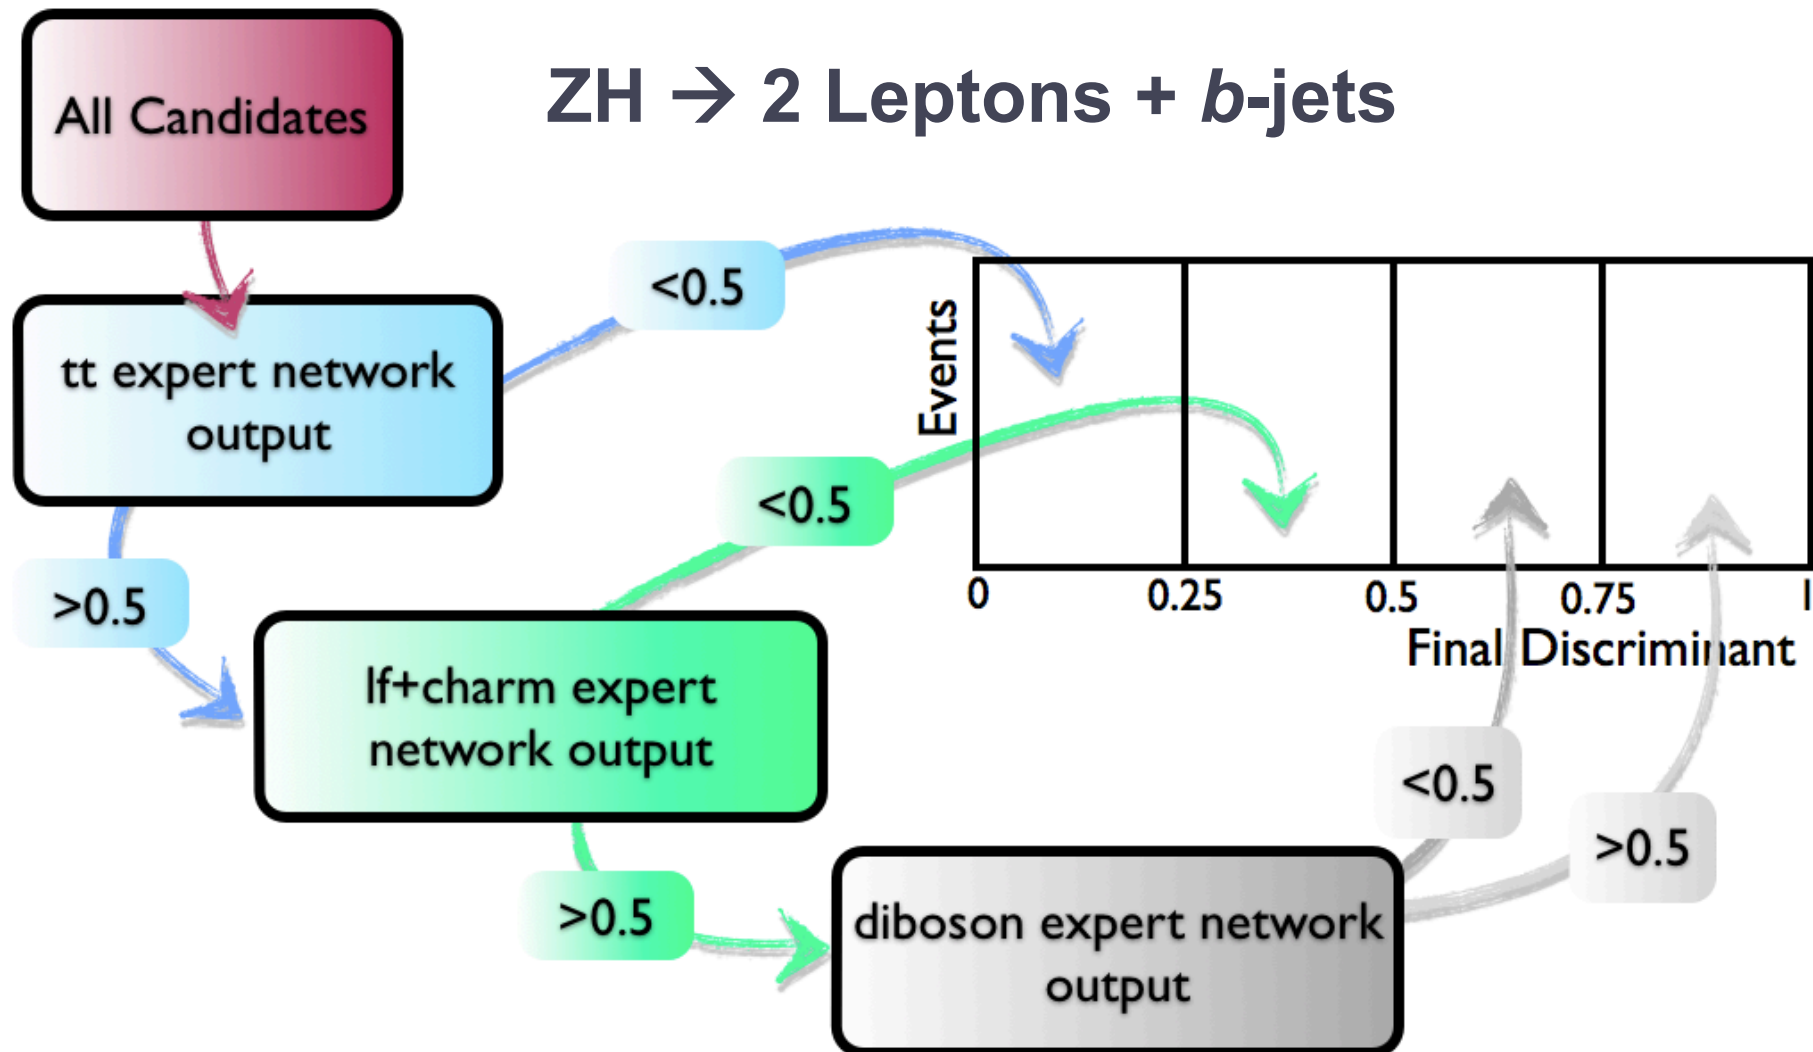 ZH → 2 Leptons + b-jets
All Candidates
<0.5
tt expert network
output
Events
<0.5
>0.5
0 0.25 0.5 0.75 1
Final Discriminant
lf+charm expert
network output
<0.5
>0.5
>0.5
diboson expert network
output